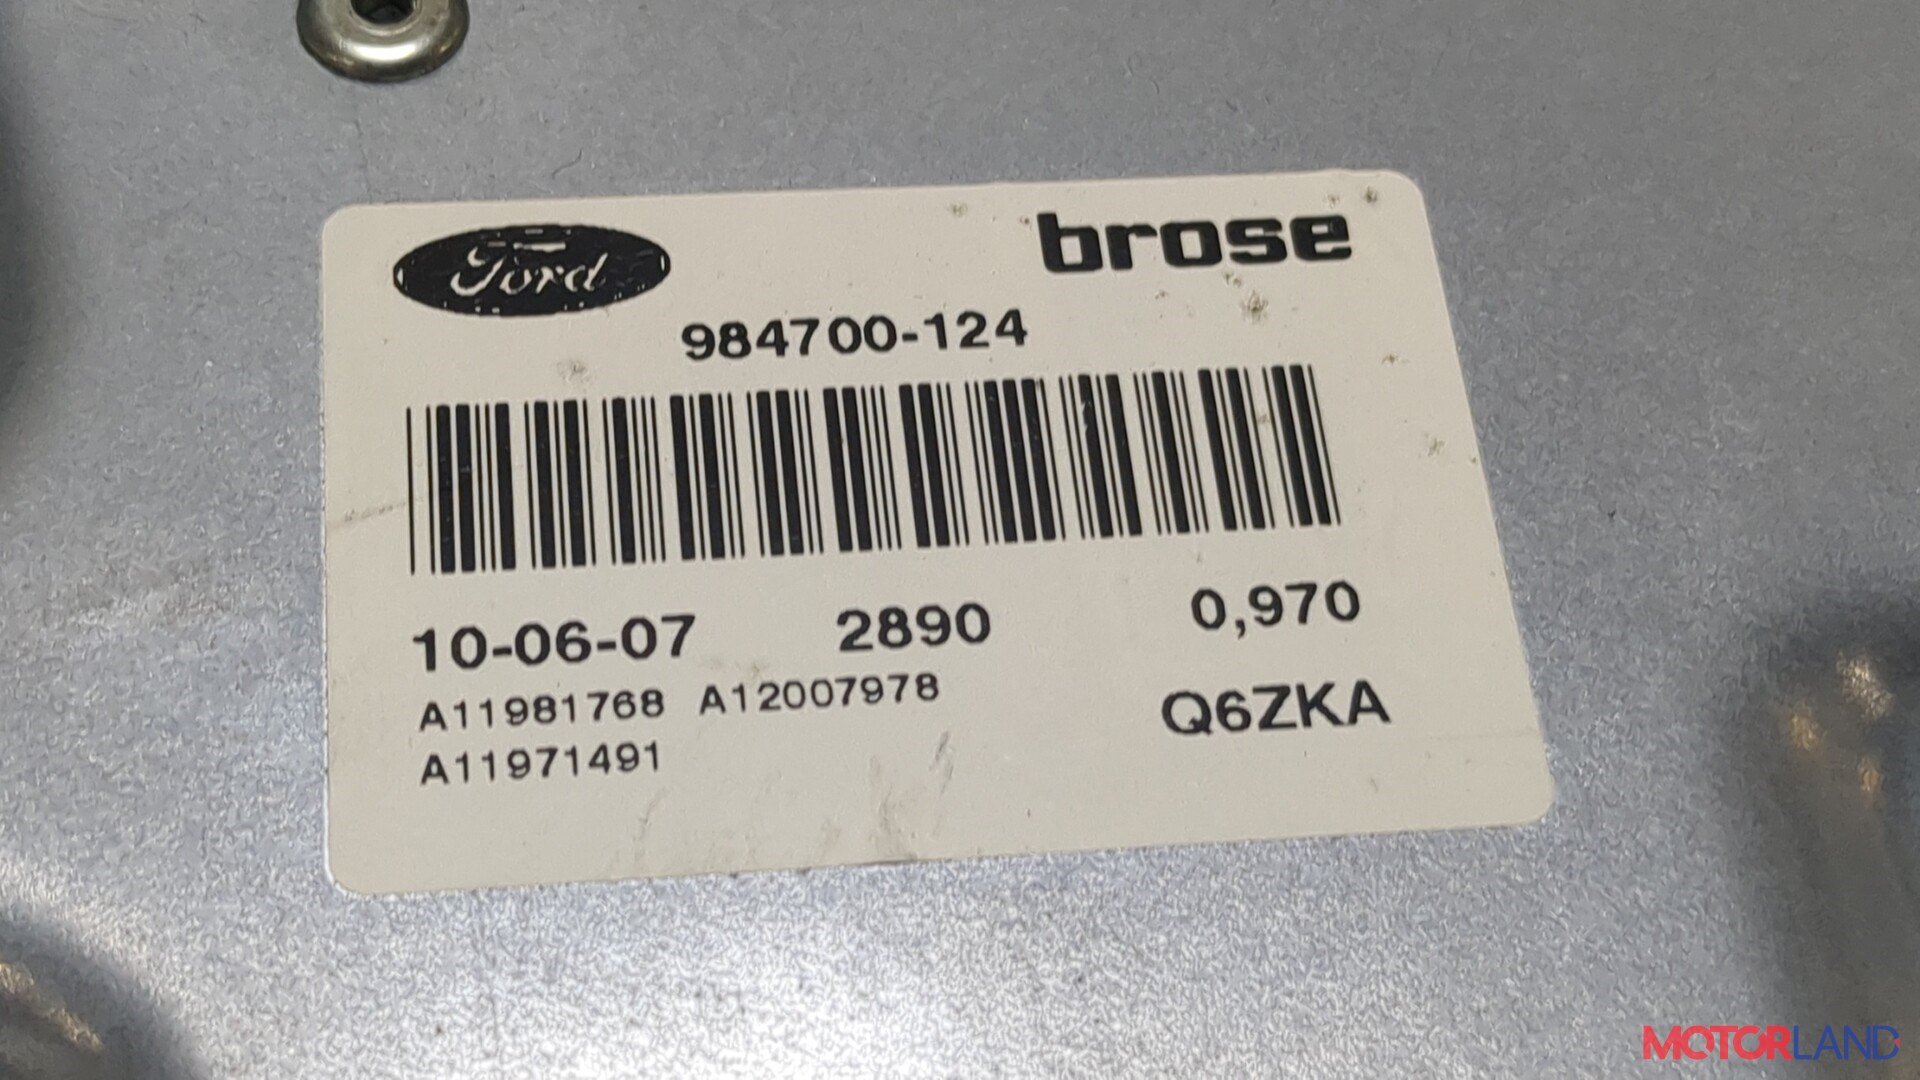 Ford brose
984700-124
10-06-07 2890 0,970
A11981768 A12007978 Q6ZKA
A11971491
MOTORLAND